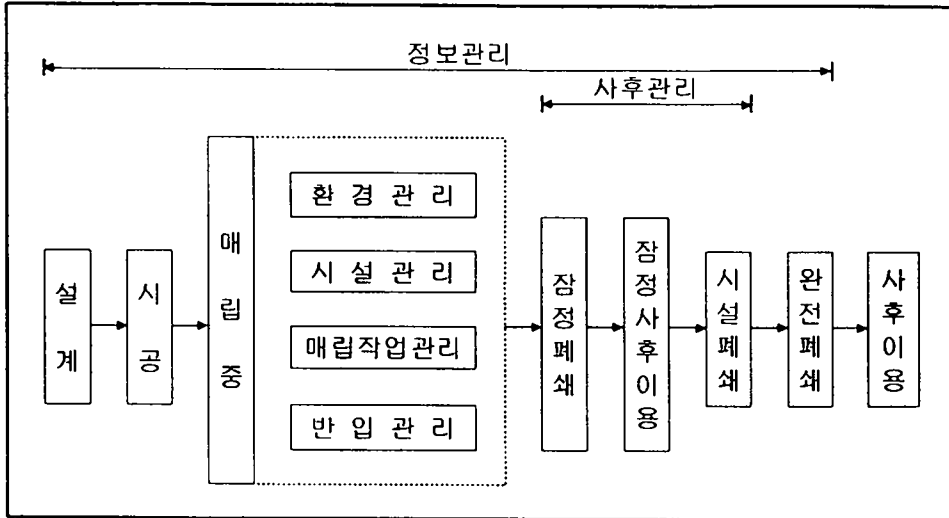 정보관리
사후관리
설계
시공
매립중
환경관리
시설관리
매립작업관리
반입관리
잠정폐쇄
잠정사후이용
시설폐쇄
완전폐쇄
사후이용